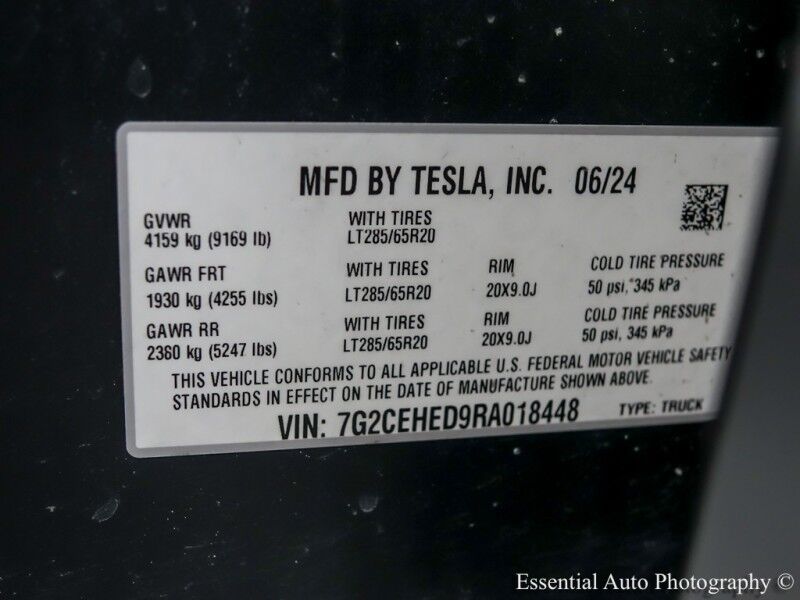 MFD BY TESLA, INC. 06/24
GVWR WITH TIRES
4159 kg (9169 lb) LT285/65R20
GAWR FRT WITH TIRES RIM COLD TIRE PRESSURE
1930 kg (4255 lbs) LT285/65R20 20X9.0J 50 psi, 345 kPa
GAWR RR WITH TIRES RIM COLD TIRE PRESSURE
2360 kg (5247 lbs) LT285/65R20 20X9.0J 50 psi, 345 kPa
THIS VEHICLE CONFORMS TO ALL APPLICABLE U.S. FEDERAL MOTOR VEHICLE SAFETY
STANDARDS IN EFFECT ON THE DATE OF MANUFACTURE SHOWN ABOVE.
VIN: 7G2CEHED9RA018448 TYPE: TRUCK
Essential Auto Photography ©